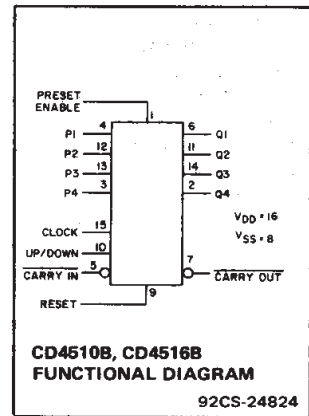 PRESET
ENABLE
1
P1 4 6 Q1
P2 12 11 Q2
P3 13 14 Q3
P4 3 2 Q4
VDD = 16
VSS = 8
CLOCK 15
UP/DOWN 10
CARRY IN 5 7 CARRY OUT
RESET 9
CD4510B, CD4516B
FUNCTIONAL DIAGRAM
92CS-24824